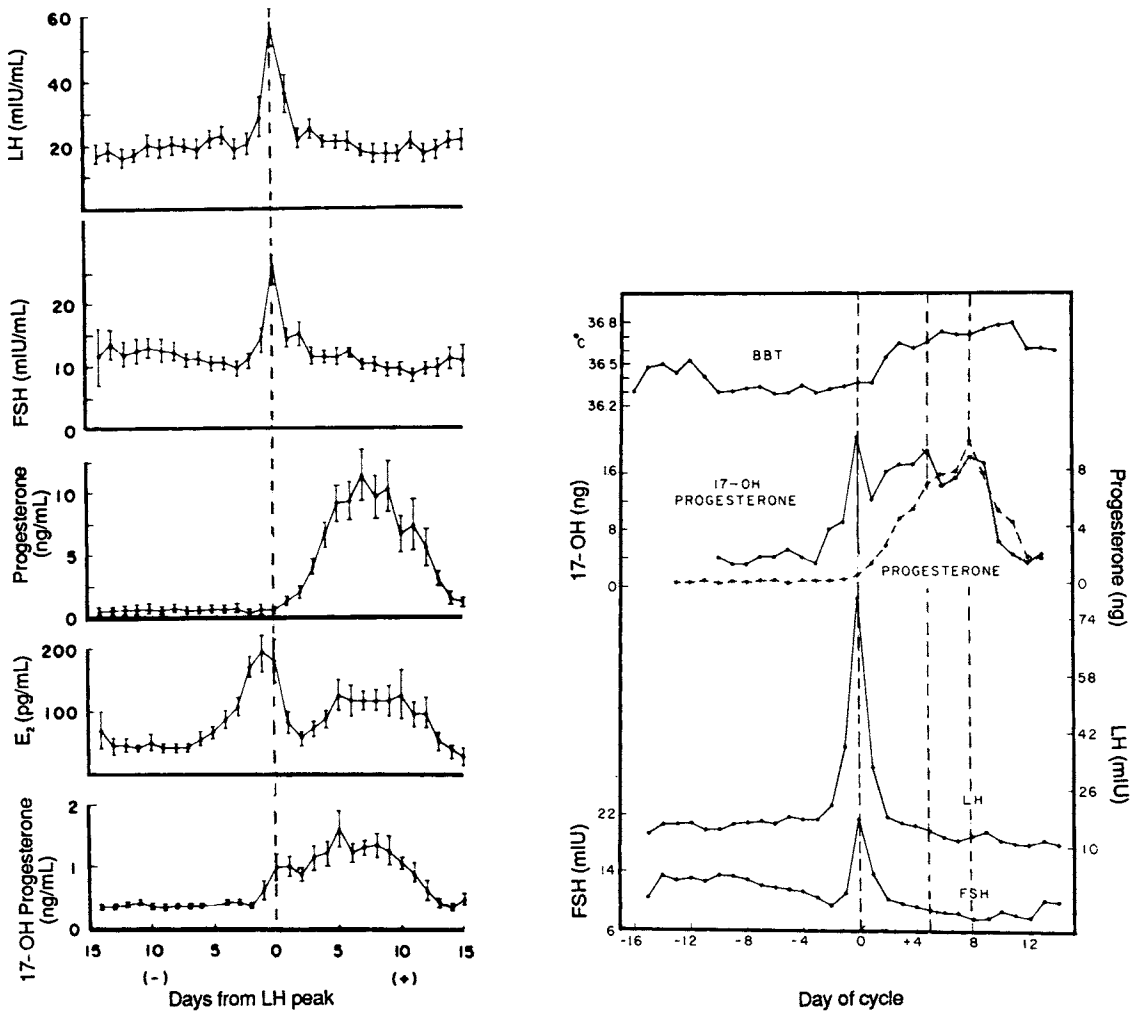 LH (mIU/mL)
60
40
20
FSH (mIU/mL)
20
10
0
Progesterone
(ng/mL)
10
5
0
E₂ (pg/mL)
200
100
17-OH Progesterone
(ng/mL)
2
1
0
15 10 5 0 5 10 15
(-) (+)
Days from LH peak
°C
36.8
36.5
36.2
BBT
17-OH (ng)
16
8
0
17-OH
PROGESTERONE
PROGESTERONE
Progesterone (ng)
8
4
0
LH (mIU)
74
58
42
26
10
LH
FSH (mIU)
22
14
6
FSH
-16 -12 -8 -4 0 +4 8 12
Day of cycle